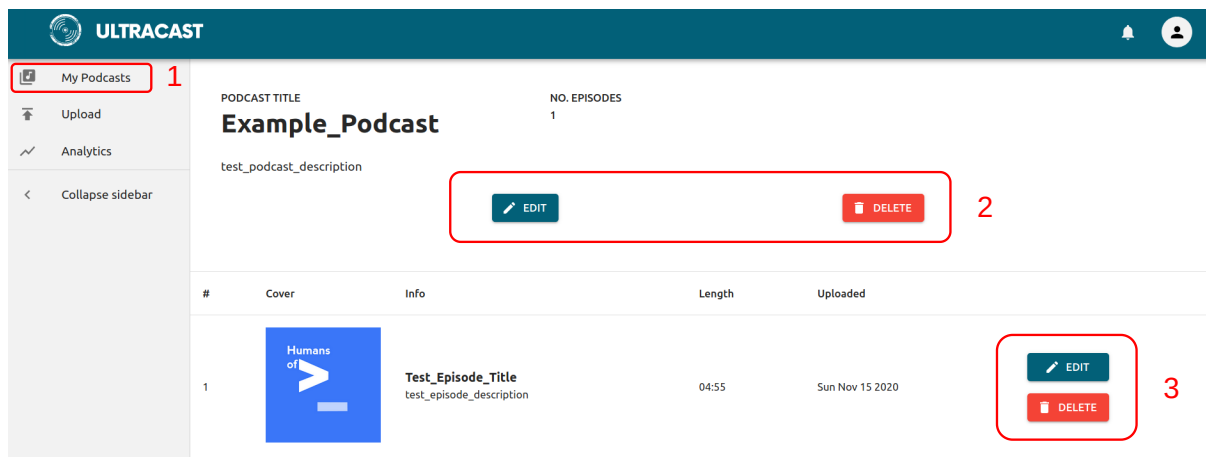 ULTRACAST
My Podcasts 1
Upload
Analytics
Collapse sidebar
PODCAST TITLE NO. EPISODES
Example_Podcast 1
test_podcast_description
EDIT DELETE 2
# Cover Info Length Uploaded
Humans
of
>_
1 Test_Episode_Title 04:55 Sun Nov 15 2020
test_episode_description
EDIT
DELETE
3